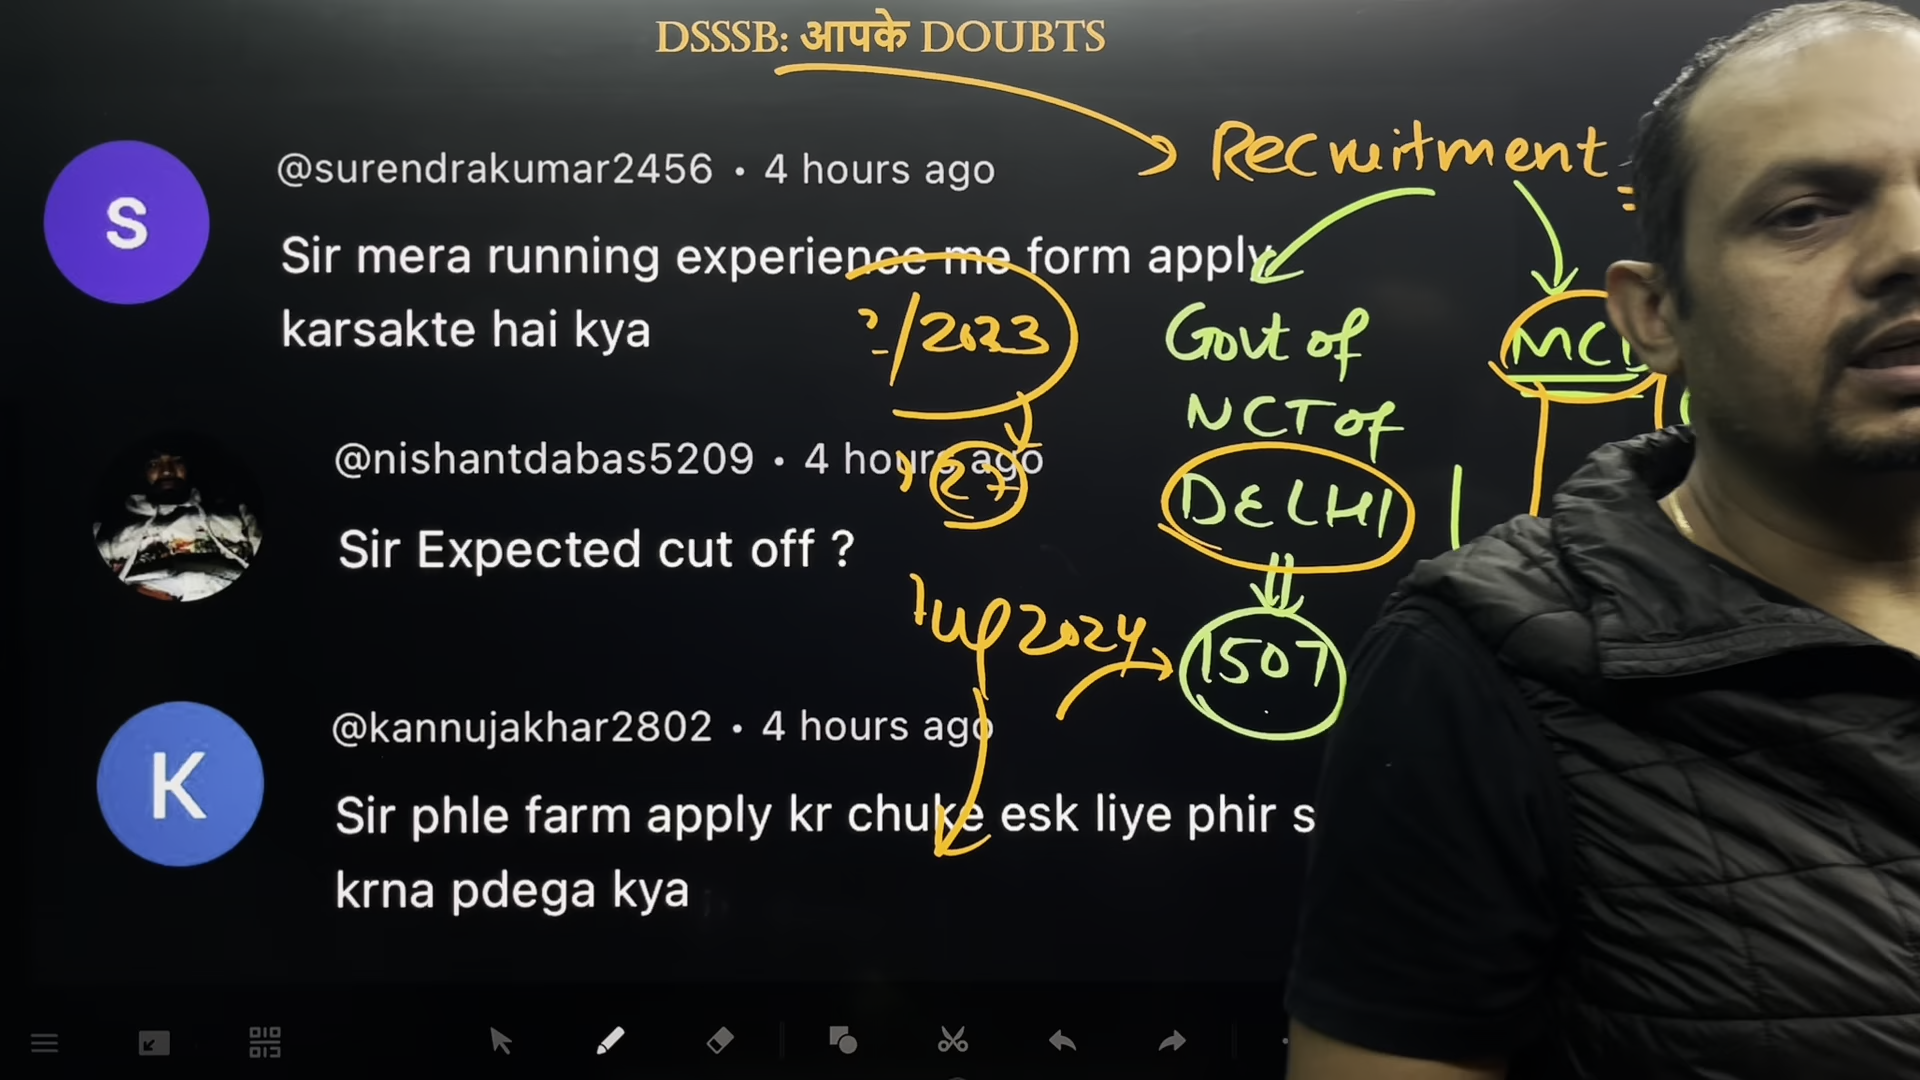 DSSSB: आपके DOUBTS
Recruitment
@surendrakumar2456 • 4 hours ago
Sir mera running experience me form apply
karsakte hai kya
?/2023
Govt of
NCT of
DELHI
1507
27
@nishantdabas5209 • 4 hours ago
Sir Expected cut off ?
2024
@kannujakhar2802 • 4 hours ago
Sir phle farm apply kr chuke esk liye phir s
krna pdega kya
S
K